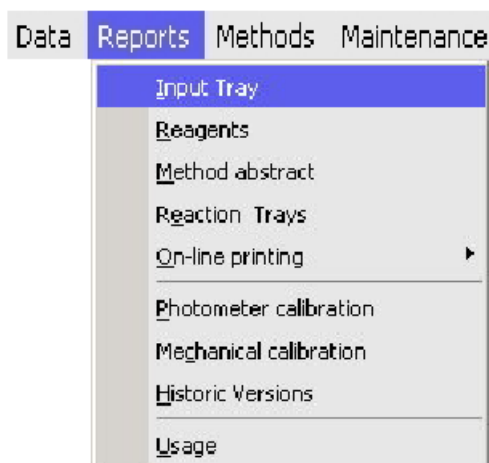 Data Reports Methods Maintenance
Input Tray
Reagents
Method abstract
Reaction Trays
On-line printing
Photometer calibration
Mechanical calibration
Historic Versions
Usage